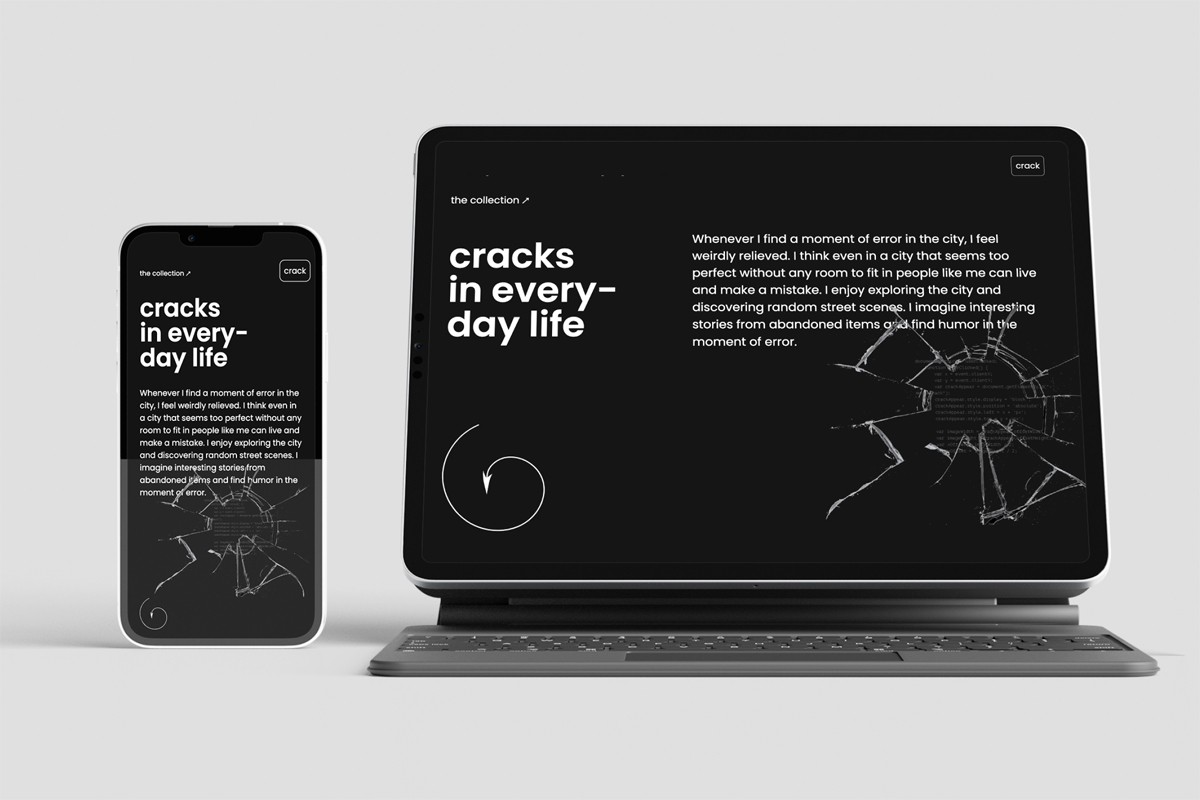 the collection ↗
crack
cracks
in every-
day life
Whenever I find a moment of error in the
city, I feel weirdly relieved. I think even in
a city that seems too perfect without any
room to fit in people like me can live and
make a mistake. I enjoy exploring the city
and discovering random street scenes. I
imagine interesting stories from
abandoned items and find humor in the
moment of error.
crack
the collection ↗
cracks
in every-
day life
Whenever I find a moment of error in the city, I feel
weirdly relieved. I think even in a city that seems too
perfect without any room to fit in people like me can live
and make a mistake. I enjoy exploring the city and
discovering random street scenes. I imagine interesting
stories from abandoned items and find humor in the
moment of error.
var x = event.clientX;
var y = event.clientY;